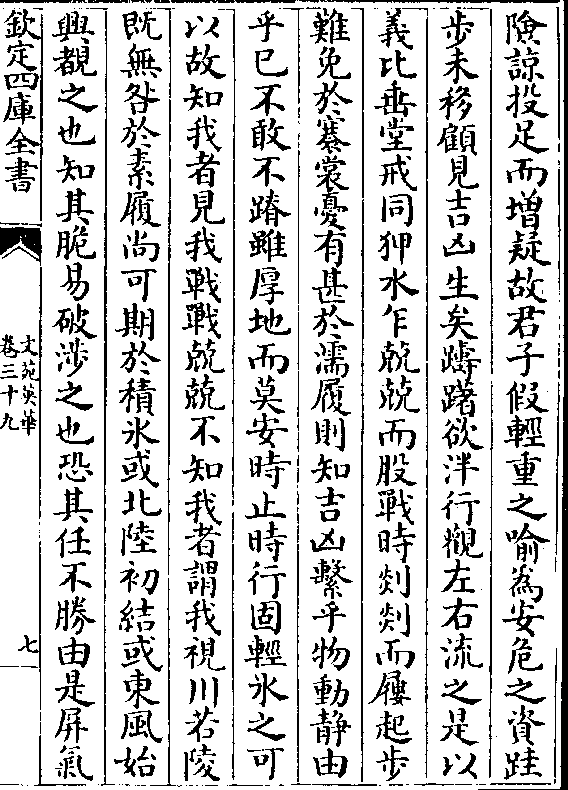 險諒投足而增疑故君子假輕重之喻為安危之資跬
步未移顧見吉凶生矣躊躇欲泮行觀左右流之是以
義比垂堂戒同狎水乍兢兢而股戰時剡剡而屨起步
難免於褰裳憂有甚於濡履則知吉凶繫乎物動静由
乎已不敢不蹐雖厚地而莫安時止時行固輕氷之可
以故知我者見我戰戰兢兢不知我者謂我視川若陵
既無咎於素履尚可期於積氷或北陸初結或東風始
興覩之也知其脆易破涉之也恐其任不勝由是屏氣
欽定四庫全書
文苑英華
卷三十九
七